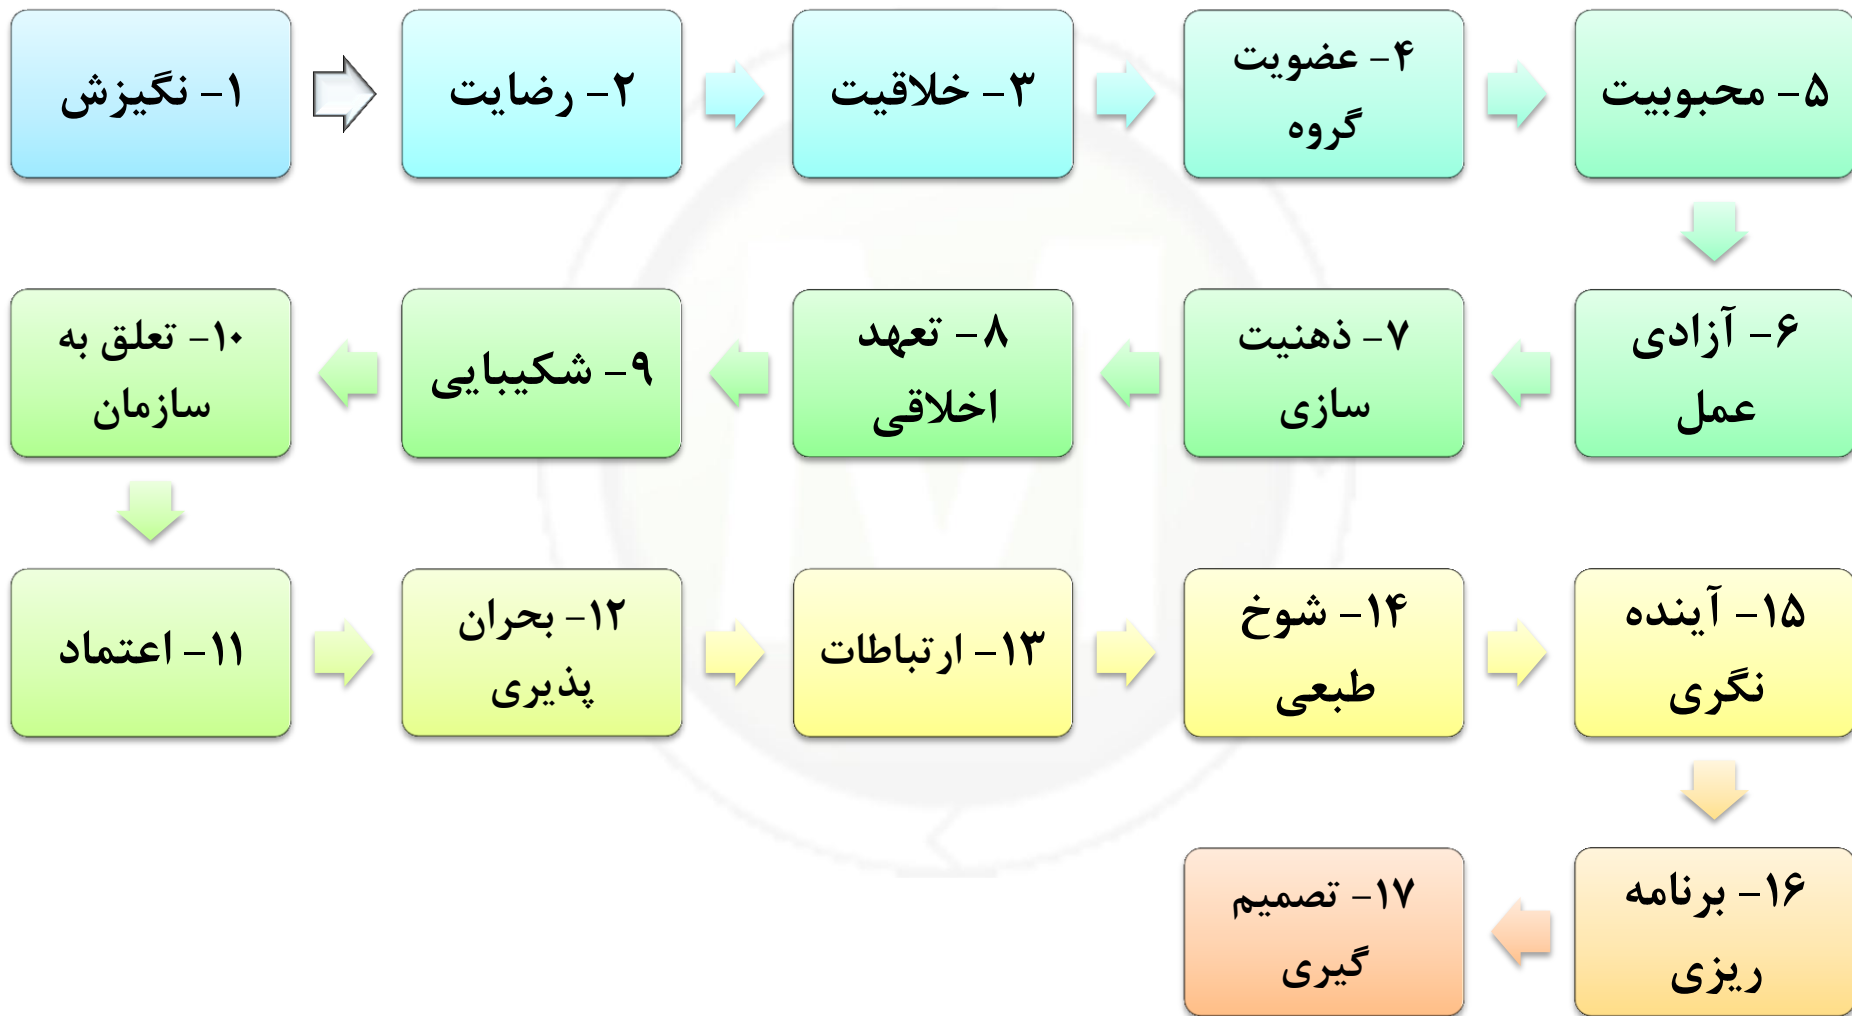 ۱- نگیزش
۲- رضایت
۳- خلاقیت
۴- عضویت
گروه
۵- محبوبیت
۶- آزادی
عمل
۷- ذهنیت
سازی
۸- تعهد
اخلاقی
۹- شکیبایی
۱۰- تعلق به
سازمان
۱۱- اعتماد
۱۲- بحران
پذیری
۱۳- ارتباطات
۱۴- شوخ
طبعی
۱۵- آینده
نگری
۱۶- برنامه
ریزی
۱۷- تصمیم
گیری